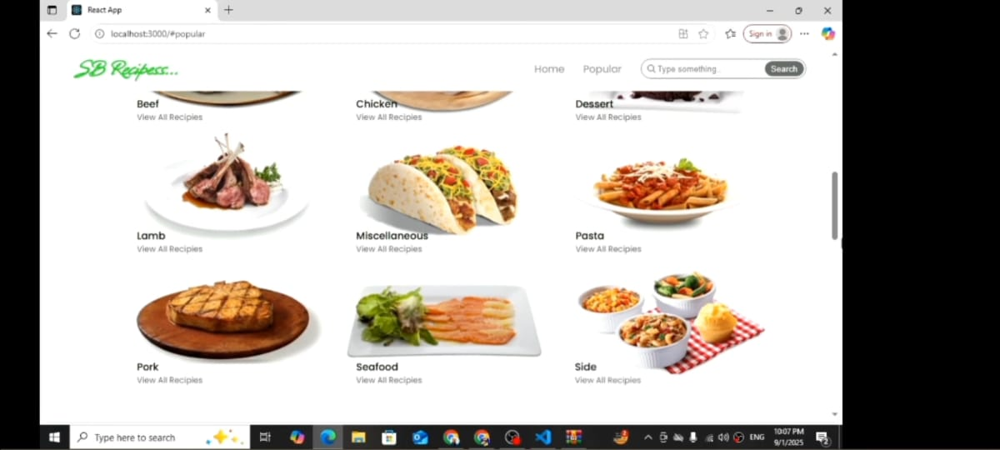 React App
localhost:3000/#popular
Sign in
SB Recipess...
Home Popular Type something.. Search
Beef Chicken Dessert
View All Recipies View All Recipies View All Recipies
Lamb Miscellaneous Pasta
View All Recipies View All Recipies View All Recipies
Pork Seafood Side
View All Recipies View All Recipies View All Recipies
Type here to search
ENG
10:07 PM
9/1/2025
2